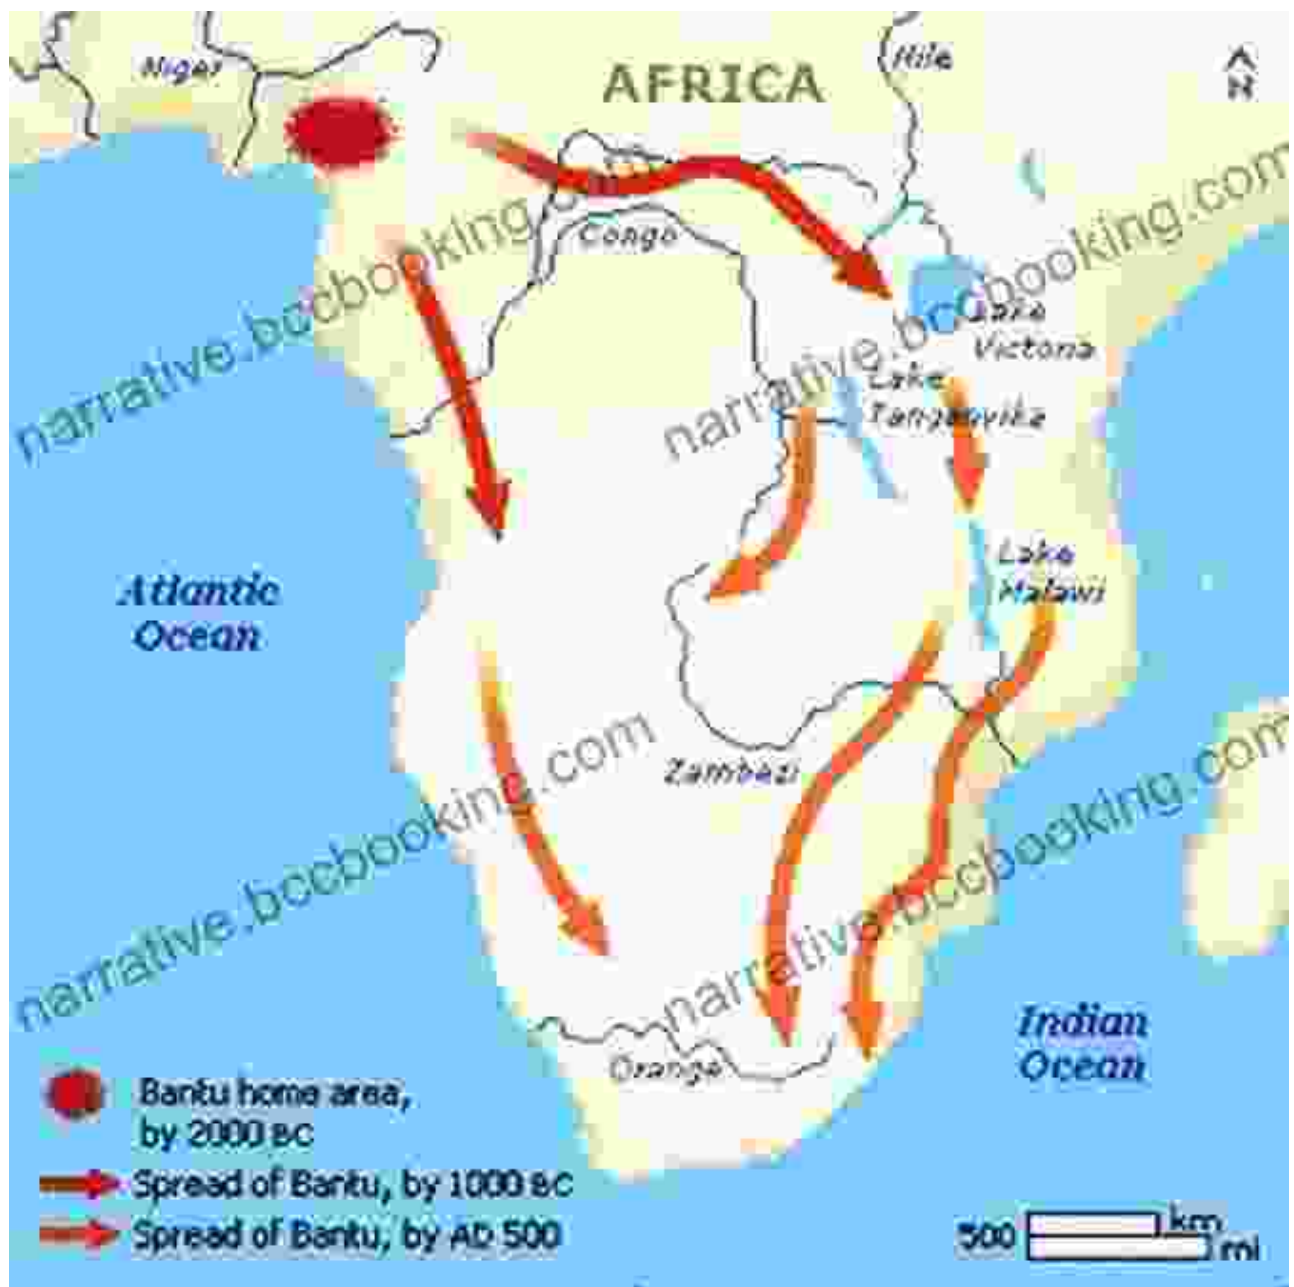 Niger
AFRICA
Nile
N
Congo
narrative.bccbooking.com
narrative.bccbooking.com
Lake
Victoria
Lake
Tanganyika
Lake
Malawi
Atlantic
Ocean
Zambezi
narrative.bccbooking.com
narrative.bccbooking.com
Orange
Indian
Ocean
Bantu home area,
by 2000 BC
Spread of Bantu, by 1000 BC
Spread of Bantu, by AD 500
500 km
mi